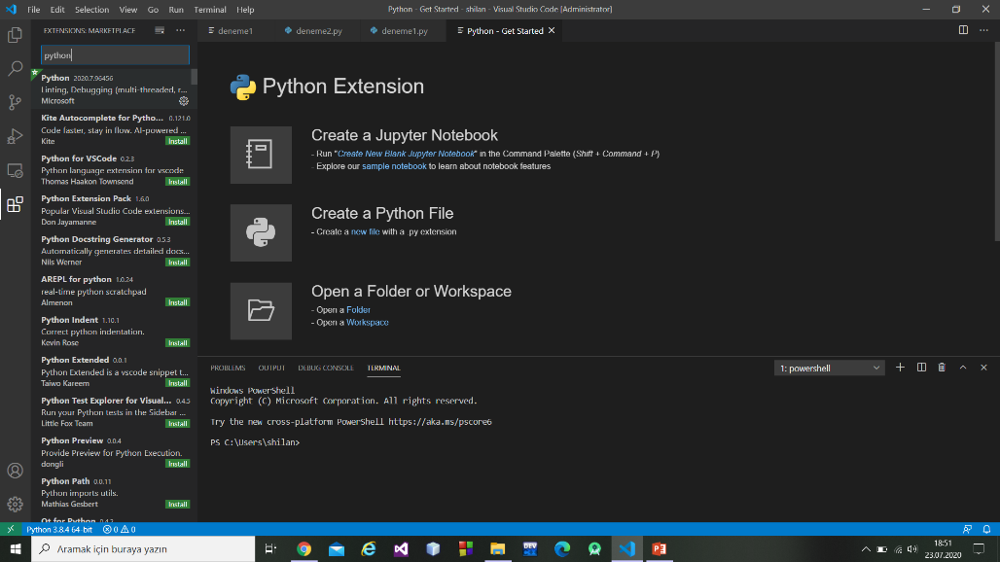 File Edit Selection View Go Run Terminal Help
Python - Get Started - Visual Studio Code [Administrator]
EXTENSIONS: MARKETPLACE
deneme1
deneme2.py
deneme1.py
Python - Get Started
python
Python 2020.7.96456
Linting, Debugging (multi-threaded, r...
Microsoft
Kite Autocomplete for Pytho... 0.121.0
Code faster, stay in flow. AI-powered ...
Kite Install
Python for VSCode 0.2.3
Python language extension for vscode
Thomas Haakon Townsend Install
Python Extension Pack 1.6.0
Popular Visual Studio Code extensions...
Don Jayamanne Install
Python Docstring Generator 0.5.3
Automatically generates detailed docs...
Nils Werner Install
AREPL for python 1.0.24
real-time python scratchpad
Almenon Install
Python Indent 1.10.1
Correct python indentation.
Kevin Rose Install
Python Extended 0.0.1
Python Extended is a vscode snippet t...
Taiwo Kareem Install
Python Test Explorer for Visual... 0.4.5
Run your Python tests in the Sidebar ...
Little Fox Team Install
Python Preview 0.0.4
Provide Preview for Python Execution.
dongli Install
Python Path 0.0.11
Python imports utils.
Mathias Gesbert Install
Qt for Python 0.4.2
Python Extension
Create a Jupyter Notebook
- Run "Create New Blank Jupyter Notebook" in the Command Palette (Shift + Command + P)
- Explore our sample notebook to learn about notebook features
Create a Python File
- Create a new file with a .py extension
Open a Folder or Workspace
- Open a Folder
- Open a Workspace
PROBLEMS OUTPUT DEBUG CONSOLE TERMINAL
1: powershell
Windows PowerShell
Copyright (C) Microsoft Corporation. All rights reserved.
Try the new cross-platform PowerShell https://aka.ms/pscore6
PS C:\Users\shilan>
Python 3.8.4 64-bit 0 0
Aramak için buraya yazın
DEV
18:51
23.07.2020